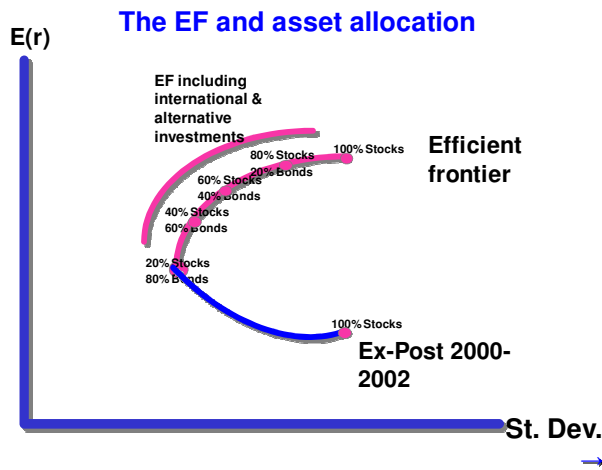 The EF and asset allocation
E(r)
EF including
international &
alternative
investments
100% Stocks
80% Stocks
20% Bonds
Efficient
frontier
60% Stocks
40% Bonds
40% Stocks
60% Bonds
20% Stocks
80% Bonds
100% Stocks
Ex-Post 2000-
2002
St. Dev.